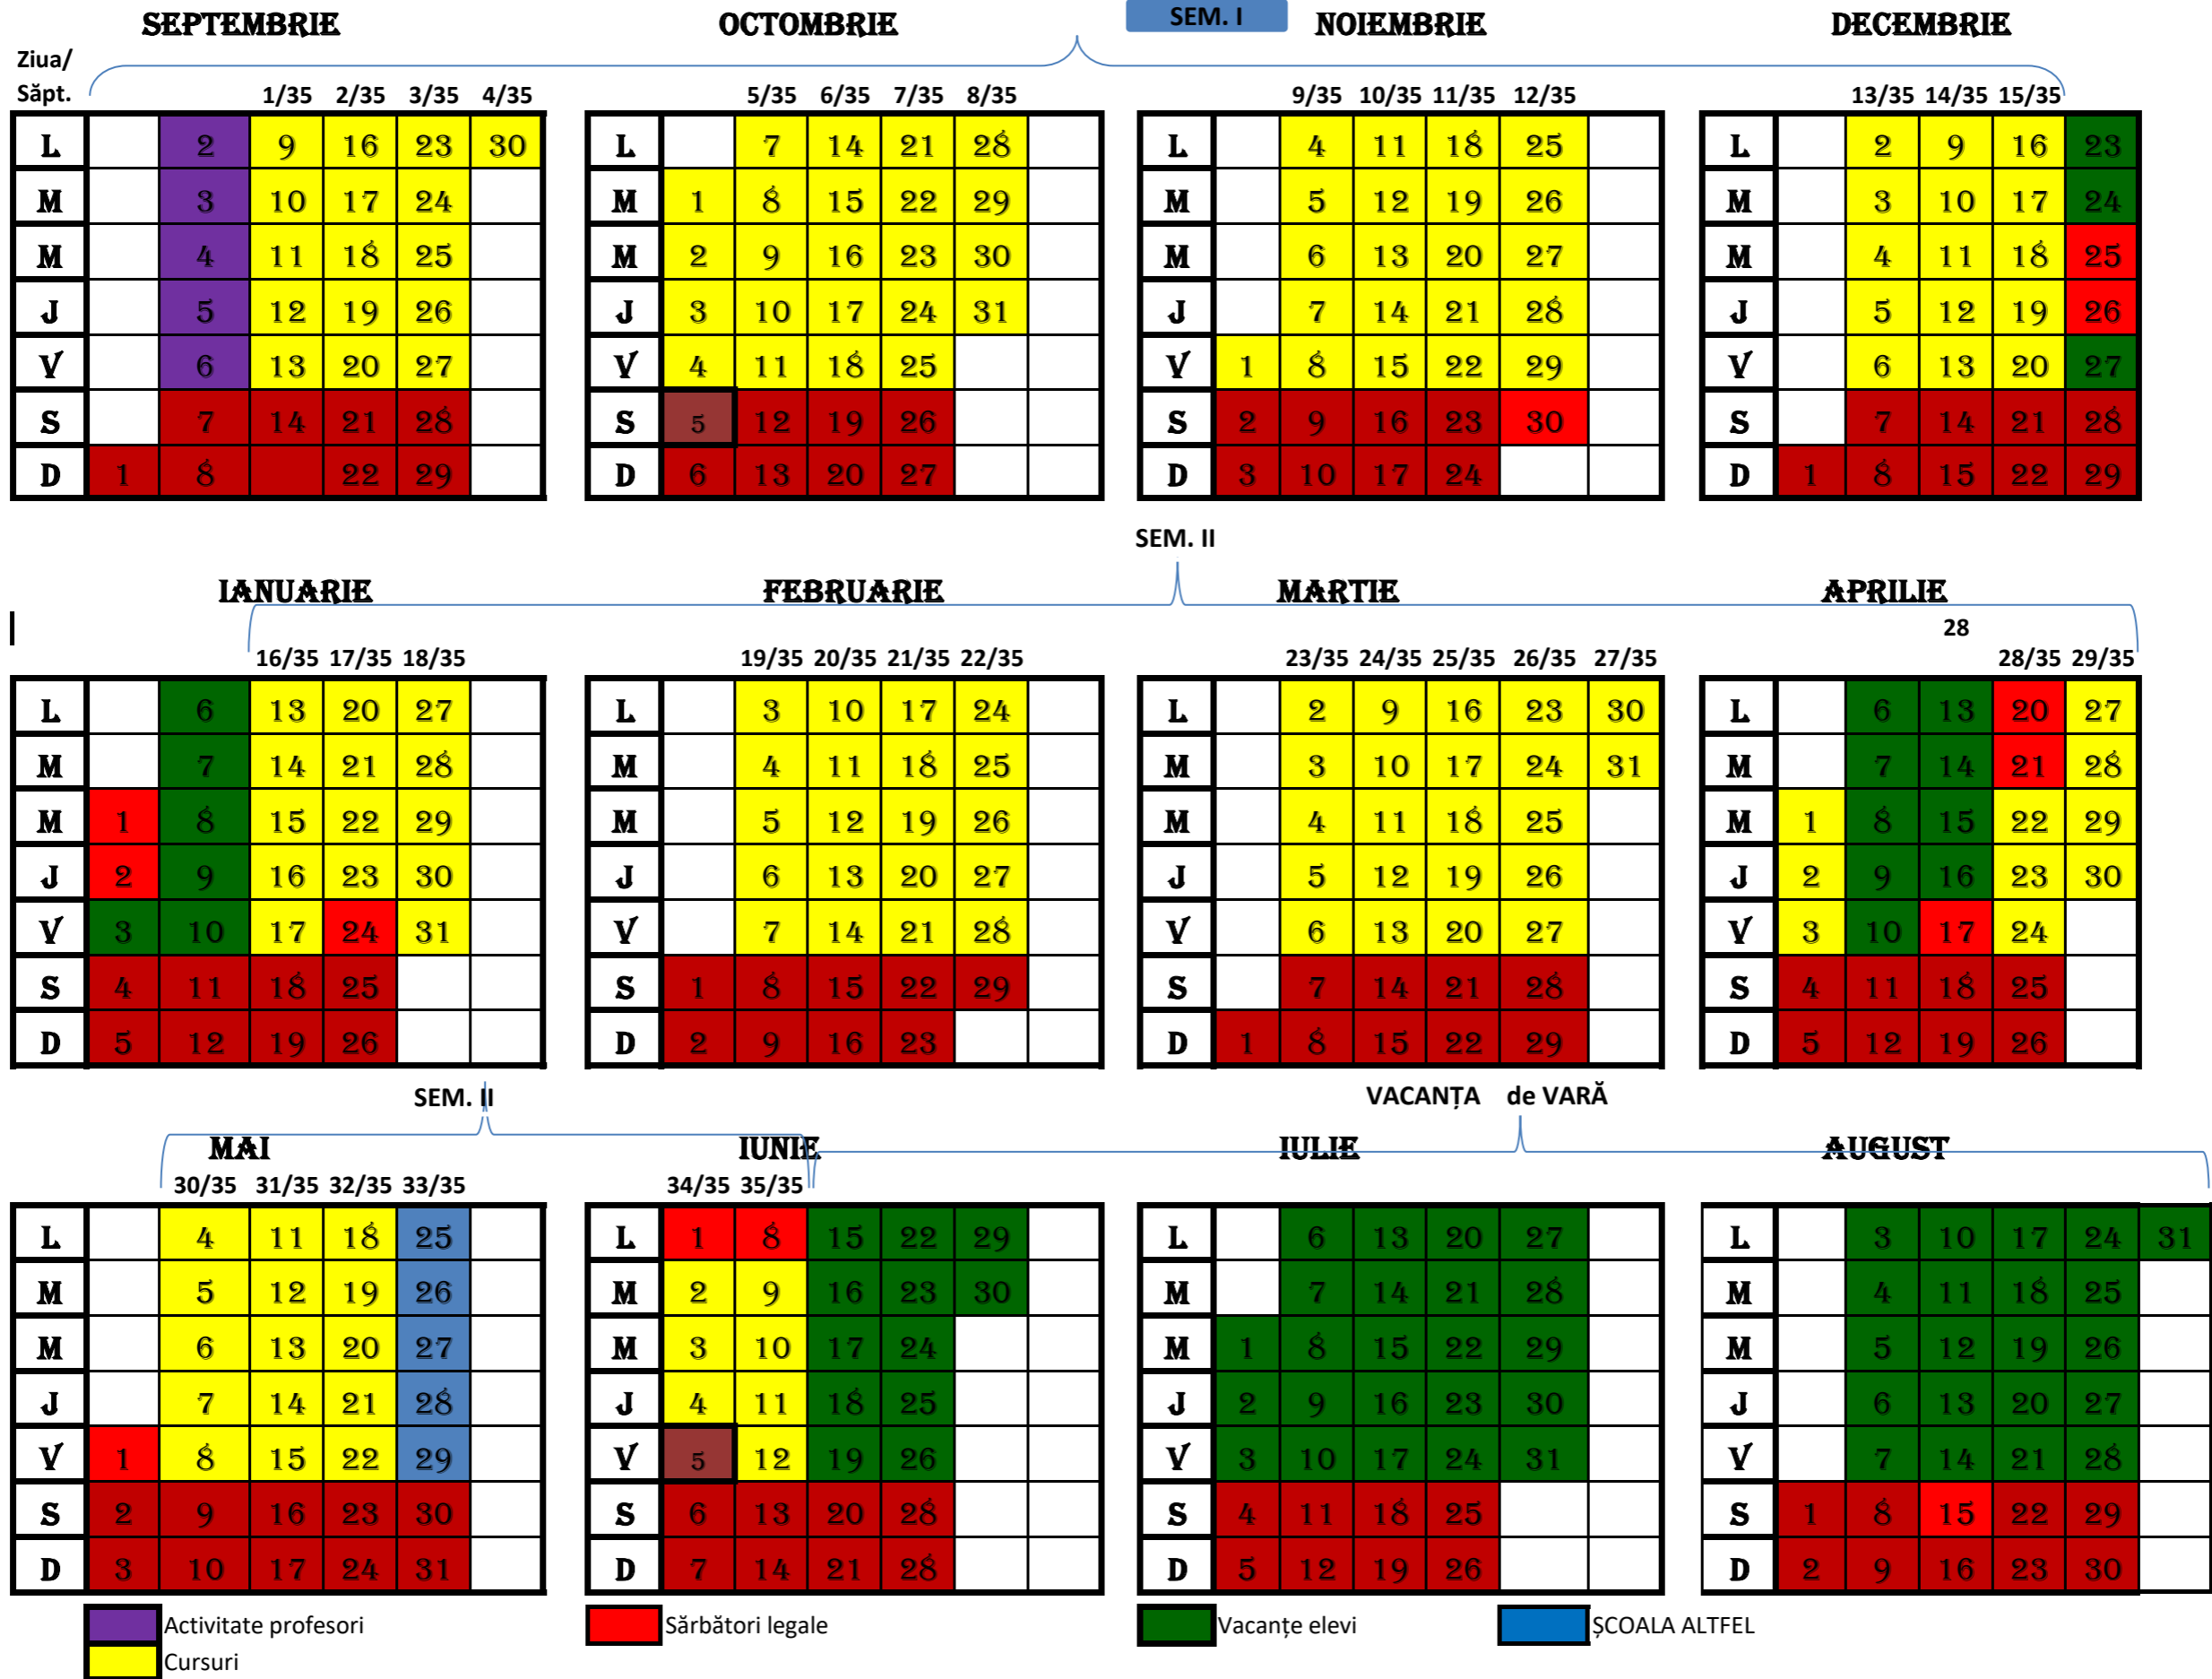 SEM. I
SEPTEMBRIE OCTOMBRIE NOIEMBRIE DECEMBRIE
Ziua/
Săpt. 1/35 2/35 3/35 4/35 5/35 6/35 7/35 8/35 9/35 10/35 11/35 12/35 13/35 14/35 15/35
L 2 9 16 23 30 L 7 14 21 28 L 4 11 18 25 L 2 9 16 23
M 3 10 17 24 M 1 8 15 22 29 M 5 12 19 26 M 3 10 17 24
M 4 11 18 25 M 2 9 16 23 30 M 6 13 20 27 M 4 11 18 25
J 5 12 19 26 J 3 10 17 24 31 J 7 14 21 28 J 5 12 19 26
V 6 13 20 27 V 4 11 18 25 V 1 8 15 22 29 V 6 13 20 27
S 7 14 21 28 S 5 12 19 26 S 2 9 16 23 30 S 7 14 21 28
D 1 8 22 29 D 6 13 20 27 D 3 10 17 24 D 1 8 15 22 29
SEM. II
IANUARIE FEBRUARIE MARTIE APRILIE
28
16/35 17/35 18/35 19/35 20/35 21/35 22/35 23/35 24/35 25/35 26/35 27/35 28/35 29/35
L 6 13 20 27 L 3 10 17 24 L 2 9 16 23 30 L 6 13 20 27
M 7 14 21 28 M 4 11 18 25 M 3 10 17 24 31 M 7 14 21 28
M 1 8 15 22 29 M 5 12 19 26 M 4 11 18 25 M 1 8 15 22 29
J 2 9 16 23 30 J 6 13 20 27 J 5 12 19 26 J 2 9 16 23 30
V 3 10 17 24 31 V 7 14 21 28 V 6 13 20 27 V 3 10 17 24
S 4 11 18 25 S 1 8 15 22 29 S 7 14 21 28 S 4 11 18 25
D 5 12 19 26 D 2 9 16 23 D 1 8 15 22 29 D 5 12 19 26
SEM. II VACANȚA de VARĂ
MAI IUNIE IULIE AUGUST
30/35 31/35 32/35 33/35 34/35 35/35
L 4 11 18 25 L 1 8 15 22 29 L 6 13 20 27 L 3 10 17 24 31
M 5 12 19 26 M 2 9 16 23 30 M 7 14 21 28 M 4 11 18 25
M 6 13 20 27 M 3 10 17 24 M 1 8 15 22 29 M 5 12 19 26
J 7 14 21 28 J 4 11 18 25 J 2 9 16 23 30 J 6 13 20 27
V 1 8 15 22 29 V 5 12 19 26 V 3 10 17 24 31 V 7 14 21 28
S 2 9 16 23 30 S 6 13 20 28 S 4 11 18 25 S 1 8 15 22 29
D 3 10 17 24 31 D 7 14 21 28 D 5 12 19 26 D 2 9 16 23 30
Activitate profesori Sărbători legale Vacanțe elevi ȘCOALA ALTFEL
Cursuri